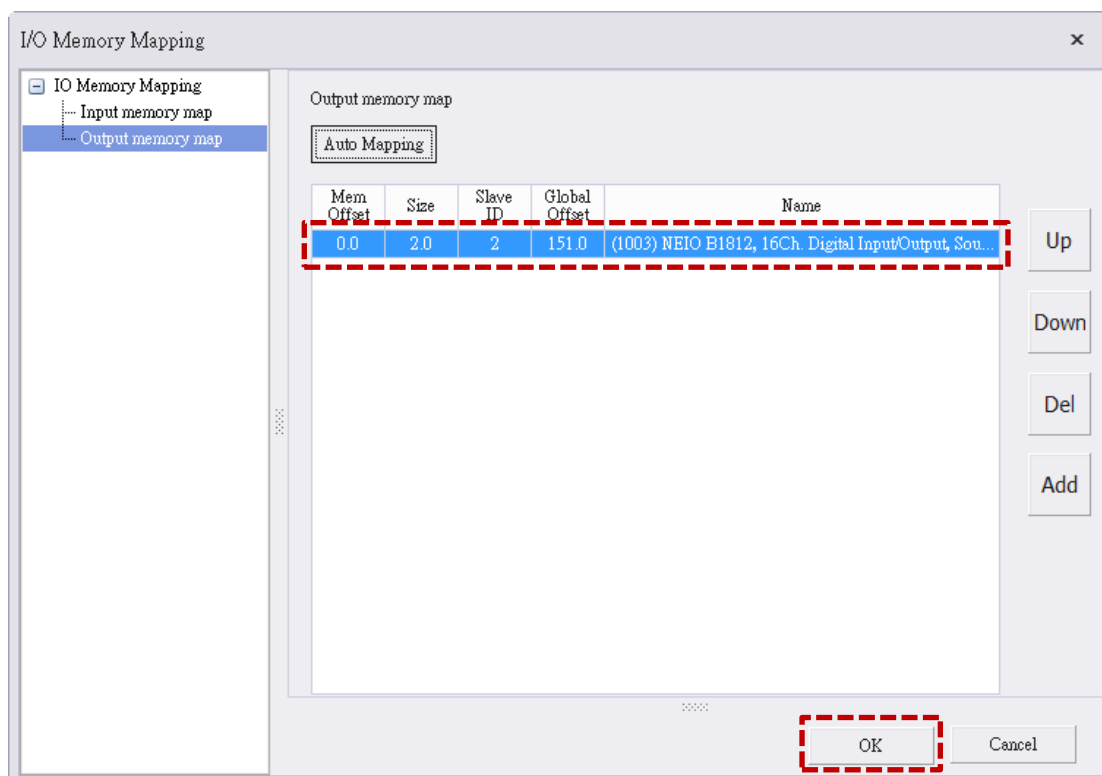 I/O Memory Mapping
×
IO Memory Mapping
Input memory map
Output memory map
Output memory map
Auto Mapping
Mem Offset Size Slave ID Global Offset Name
0.0 2.0 2 151.0 (1003) NEIO B1812, 16Ch. Digital Input/Output, Sou...
Up
Down
Del
Add
OK Cancel